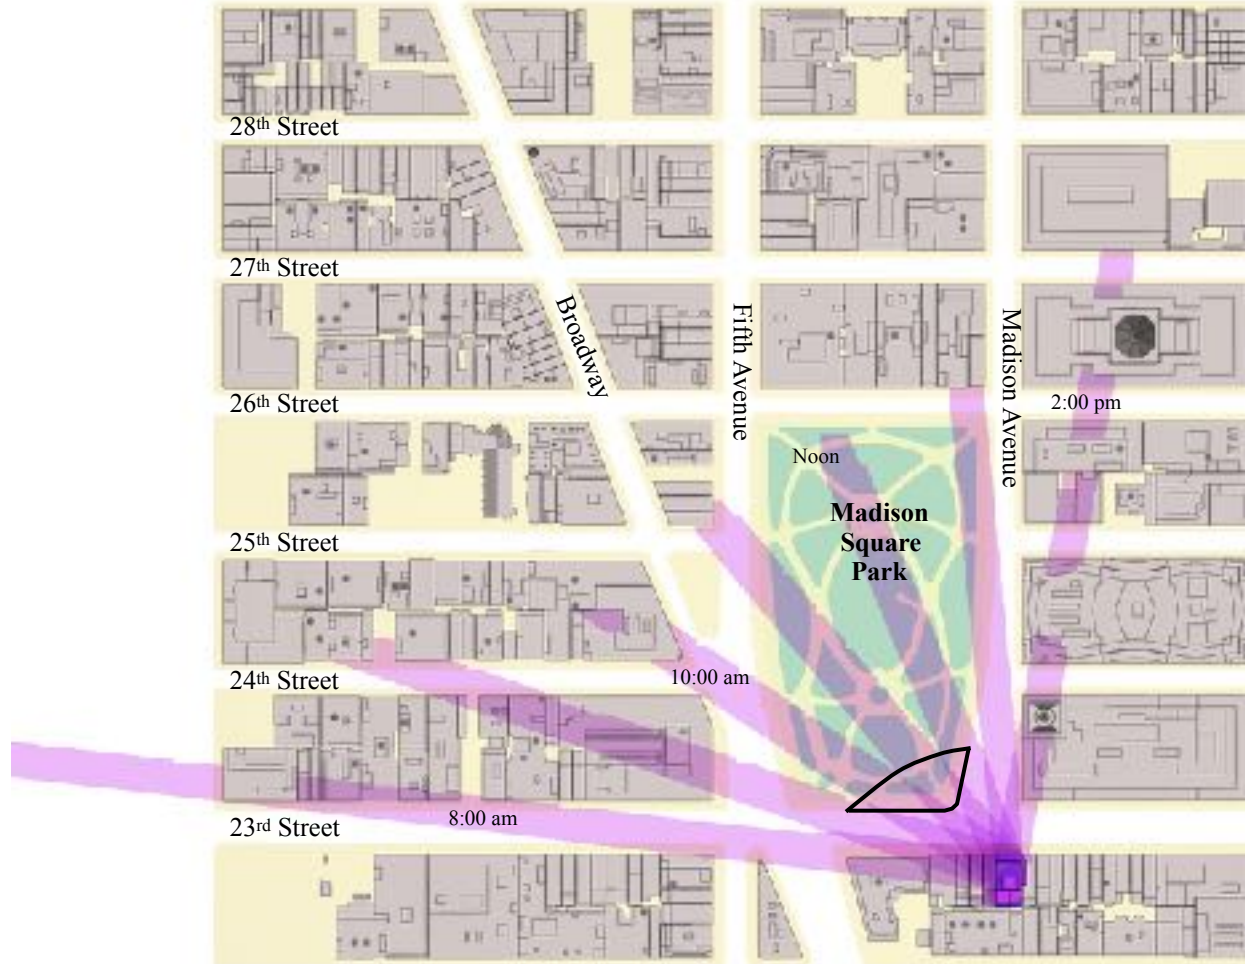 28th Street
27th Street
Broadway
Fifth Avenue
Madison Avenue
26th Street
2:00 pm
Noon
Madison
Square
Park
25th Street
24th Street
10:00 am
8:00 am
23rd Street